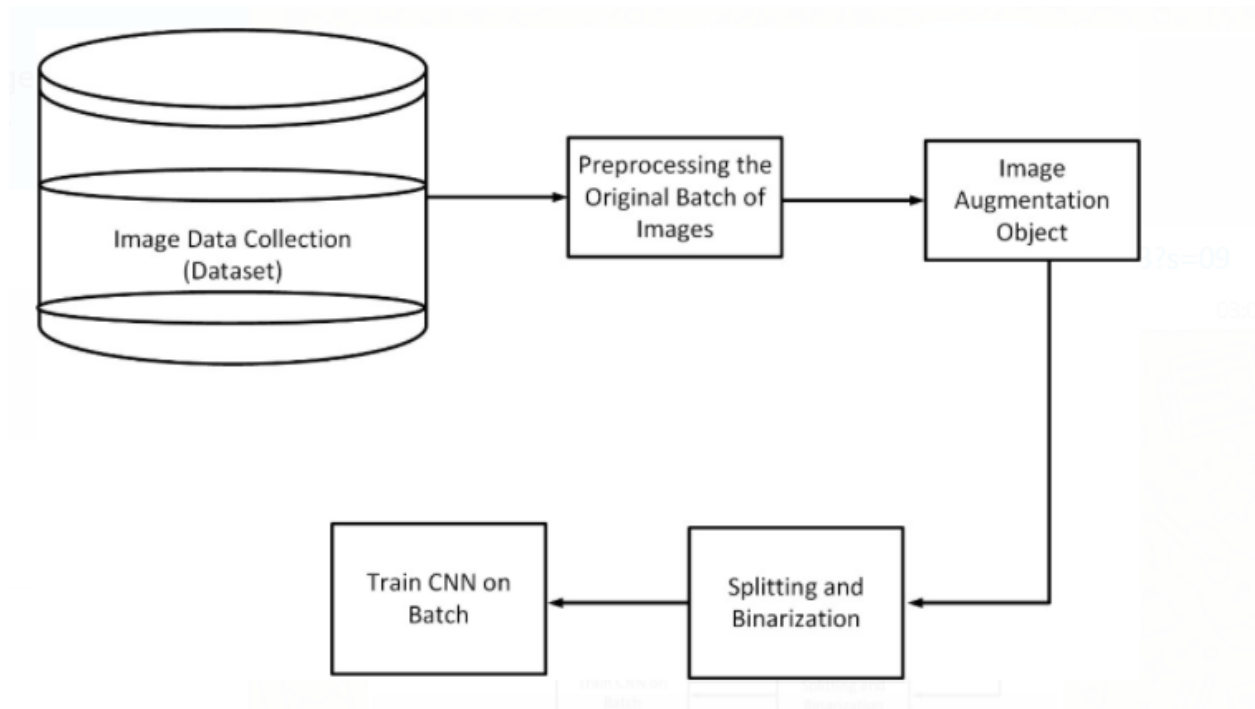 Image Data Collection
(Dataset)
Preprocessing the
Original Batch of
Images
Image
Augmentation
Object
Splitting and
Binarization
Train CNN on
Batch
?s=09